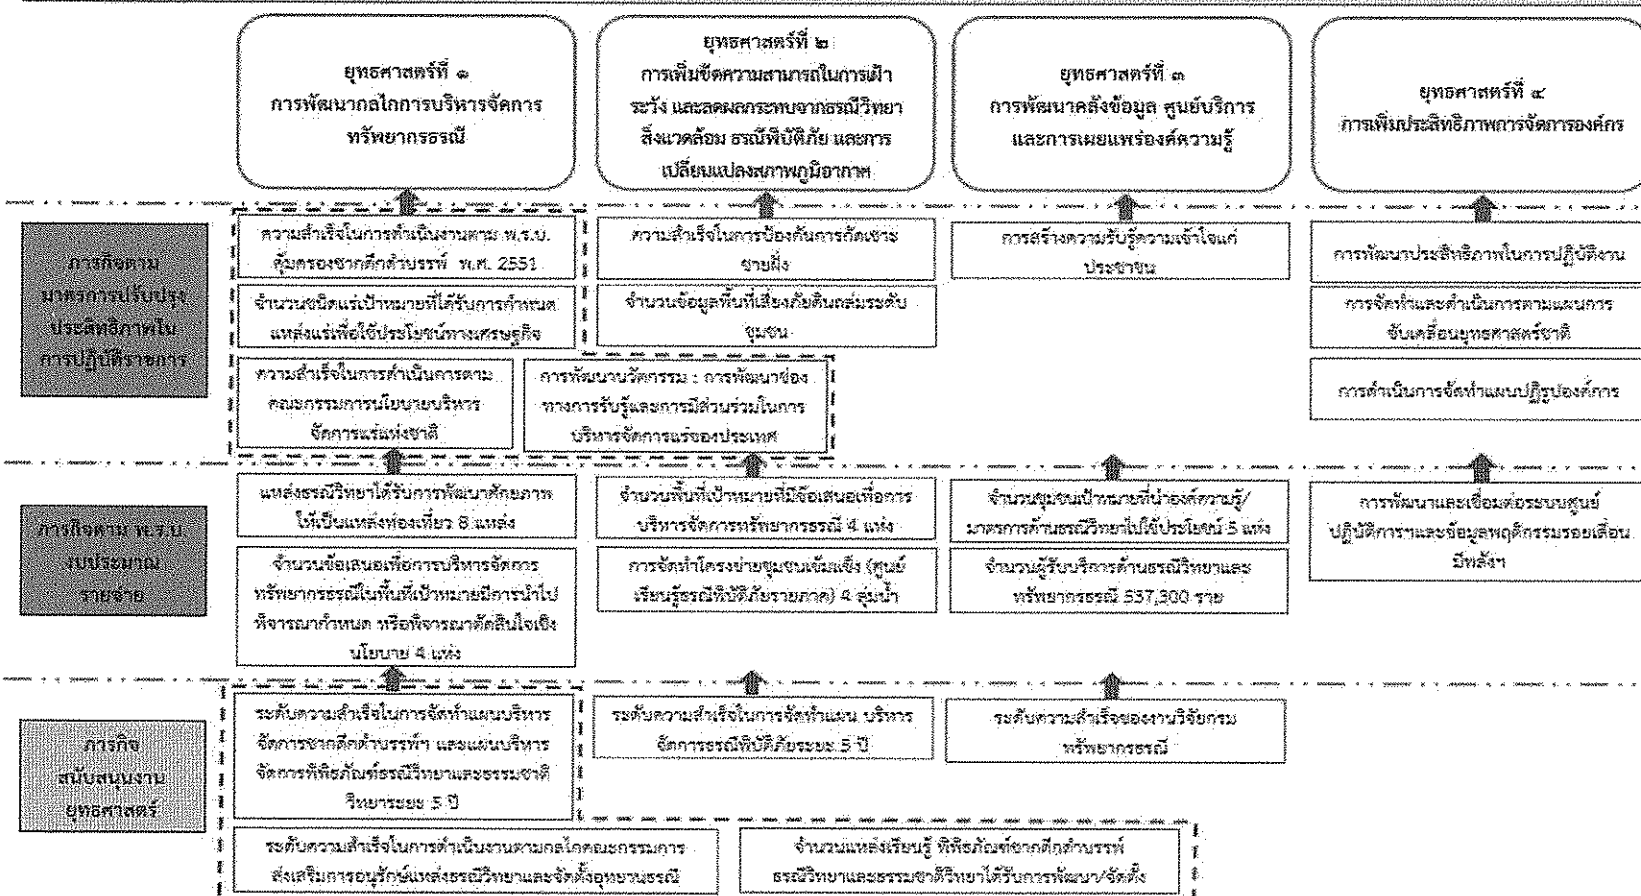 ยุทธศาสตร์ที่ ๑
การพัฒนากลไกการบริหารจัดการ
ทรัพยากรธรณี
ยุทธศาสตร์ที่ ๒
การเพิ่มขีดความสามารถในการเฝ้า
ระวัง และลดผลกระทบจากธรณีวิทยา
สิ่งแวดล้อม ธรณีพิบัติภัย และการ
เปลี่ยนแปลงสภาพภูมิอากาศ
ยุทธศาสตร์ที่ ๓
การพัฒนาคลังข้อมูล ศูนย์บริการ
และการเผยแพร่องค์ความรู้
ยุทธศาสตร์ที่ ๔
การเพิ่มประสิทธิภาพการจัดการองค์กร
ภารกิจตาม
มาตรการปรับปรุง
ประสิทธิภาพใน
การปฏิบัติราชการ
ความสำเร็จในการดำเนินงานตาม พ.ร.บ.
คุ้มครองซากดึกดำบรรพ์ พ.ศ. 2551
จำนวนชนิดแร่เป้าหมายที่ได้รับการกำหนด
แหล่งแร่เพื่อใช้ประโยชน์ทางเศรษฐกิจ
ความสำเร็จในการดำเนินการตาม
คณะกรรมการนโยบายบริหาร
จัดการแร่แห่งชาติ
การพัฒนานวัตกรรม : การพัฒนาช่อง
ทางการรับรู้และการมีส่วนร่วมในการ
บริหารจัดการแร่ของประเทศ
ความสำเร็จในการป้องกันการกัดเซาะ
ชายฝั่ง
จำนวนข้อมูลพื้นที่เสี่ยงภัยดินถล่มระดับ
ชุมชน
การสร้างความรับรู้ความเข้าใจแก่
ประชาชน
การพัฒนาประสิทธิภาพในการปฏิบัติงาน
การจัดทำและดำเนินการตามแผนการ
ขับเคลื่อนยุทธศาสตร์ชาติ
การดำเนินการจัดทำแผนปฏิรูปองค์การ
ภารกิจตาม พ.ร.บ.
งบประมาณ
รายจ่าย
แหล่งธรณีวิทยาได้รับการพัฒนาศักยภาพ
ให้เป็นแหล่งท่องเที่ยว 8 แหล่ง
จำนวนข้อเสนอเพื่อการบริหารจัดการ
ทรัพยากรธรณีในพื้นที่เป้าหมายมีการนำไป
พิจารณากำหนด หรือพิจารณาตัดสินใจเชิง
นโยบาย 4 แห่ง
จำนวนพื้นที่เป้าหมายที่มีข้อเสนอเพื่อการ
บริหารจัดการทรัพยากรธรณี 4 แห่ง
การจัดทำโครงข่ายชุมชนเข้มแข็ง (ศูนย์
เรียนรู้ธรณีพิบัติภัยรายภาค) 4 ลุ่มน้ำ
จำนวนชุมชนเป้าหมายที่นำองค์ความรู้/
มาตรการด้านธรณีวิทยาไปใช้ประโยชน์ 5 แห่ง
จำนวนผู้รับบริการด้านธรณีวิทยาและ
ทรัพยากรธรณี 537,300 ราย
การพัฒนาและเชื่อมต่อระบบศูนย์
ปฏิบัติการฯและข้อมูลพฤติกรรมรอยเลื่อน
มีพลังฯ
ภารกิจ
สนับสนุนงาน
ยุทธศาสตร์
ระดับความสำเร็จในการจัดทำแผนบริหาร
จัดการซากดึกดำบรรพ์ฯ และแผนบริหาร
จัดการพิพิธภัณฑ์ธรณีวิทยาและธรรมชาติ
วิทยาระยะ 5 ปี
ระดับความสำเร็จในการจัดทำแผน บริหาร
จัดการธรณีพิบัติภัยระยะ 5 ปี
ระดับความสำเร็จของงานวิจัยกรม
ทรัพยากรธรณี
ระดับความสำเร็จในการดำเนินงานตามกลไกคณะกรรมการ
ส่งเสริมการอนุรักษ์แหล่งธรณีวิทยาและจัดตั้งอุทยานธรณี
จำนวนแหล่งเรียนรู้ พิพิธภัณฑ์ซากดึกดำบรรพ์
ธรณีวิทยาและธรรมชาติวิทยาได้รับการพัฒนา/จัดตั้ง